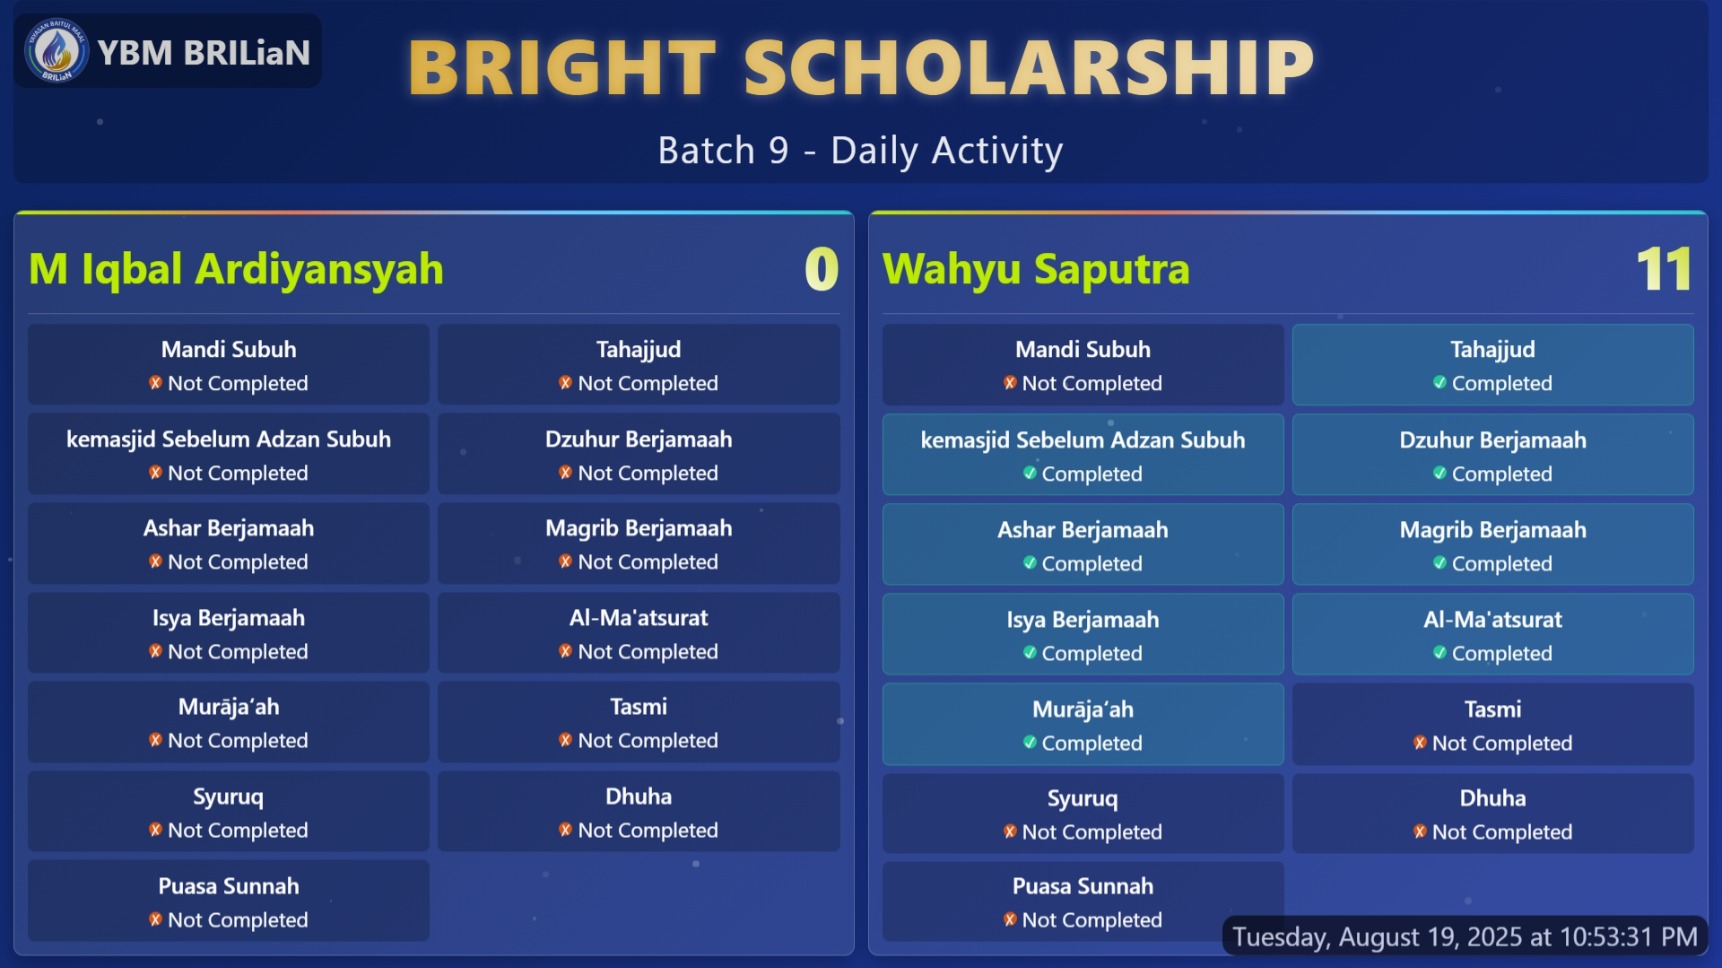 YAYASAN BAITUL MAAL
BRILiaN
YBM BRILiaN
BRIGHT SCHOLARSHIP
Batch 9 - Daily Activity
M Iqbal Ardiyansyah
0
Mandi Subuh
Not Completed
Tahajjud
Not Completed
kemasjid Sebelum Adzan Subuh
Not Completed
Dzuhur Berjamaah
Not Completed
Ashar Berjamaah
Not Completed
Magrib Berjamaah
Not Completed
Isya Berjamaah
Not Completed
Al-Ma'atsurat
Not Completed
Murāja‘ah
Not Completed
Tasmi
Not Completed
Syuruq
Not Completed
Dhuha
Not Completed
Puasa Sunnah
Not Completed
Wahyu Saputra
11
Mandi Subuh
Not Completed
Tahajjud
Completed
kemasjid Sebelum Adzan Subuh
Completed
Dzuhur Berjamaah
Completed
Ashar Berjamaah
Completed
Magrib Berjamaah
Completed
Isya Berjamaah
Completed
Al-Ma'atsurat
Completed
Murāja‘ah
Completed
Tasmi
Not Completed
Syuruq
Not Completed
Dhuha
Not Completed
Puasa Sunnah
Not Completed
Tuesday, August 19, 2025 at 10:53:31 PM